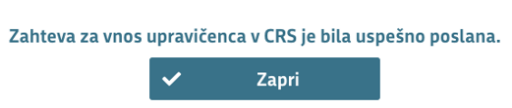 Zahteva za vnos upravičenca v CRS je bila uspešno poslana.
Zapri